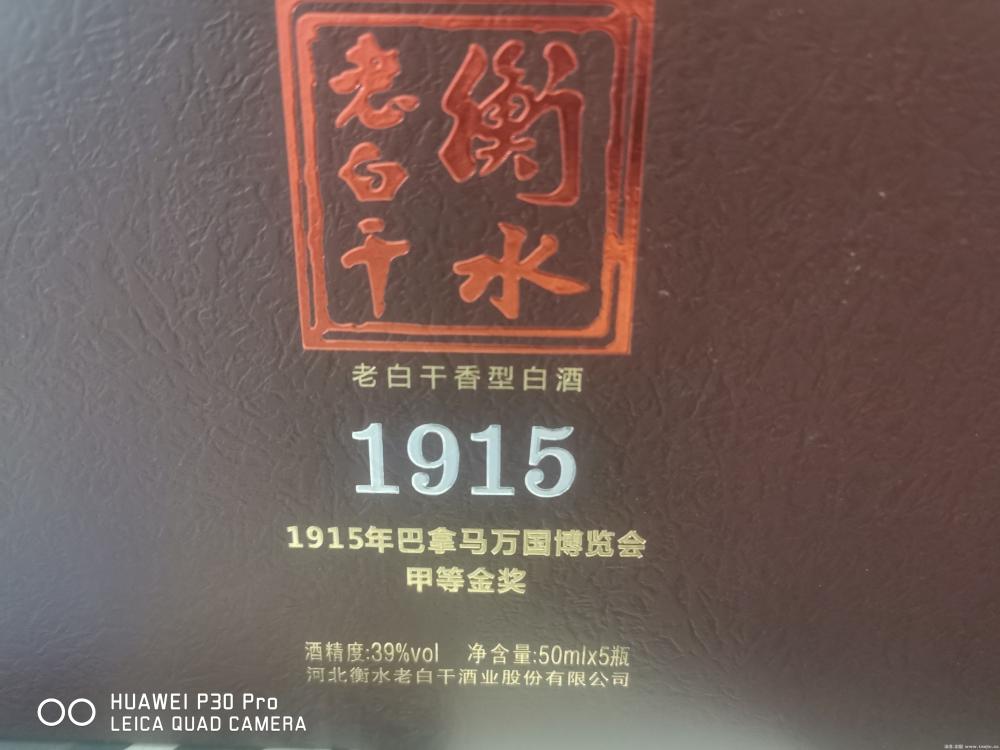 衡水
老白干
老白干香型白酒
1915
1915年巴拿马万国博览会
甲等金奖
酒精度:39%vol 净含量:50mlx5瓶
河北衡水老白干酒业股份有限公司
HUAWEI P30 Pro
LEICA QUAD CAMERA